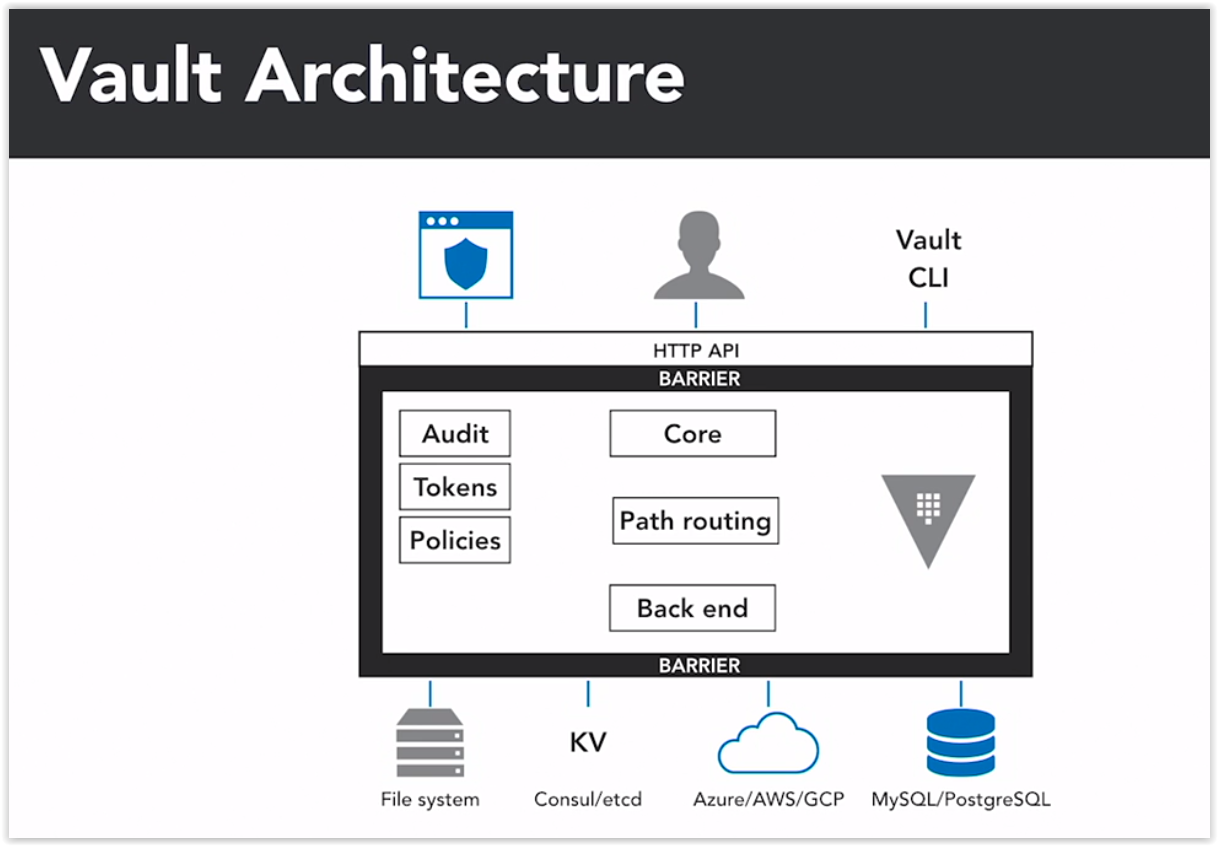 Vault Architecture
Vault
CLI
HTTP API
BARRIER
Audit
Core
Tokens
Path routing
Policies
Back end
BARRIER
KV
File system
Consul/etcd
Azure/AWS/GCP
MySQL/PostgreSQL